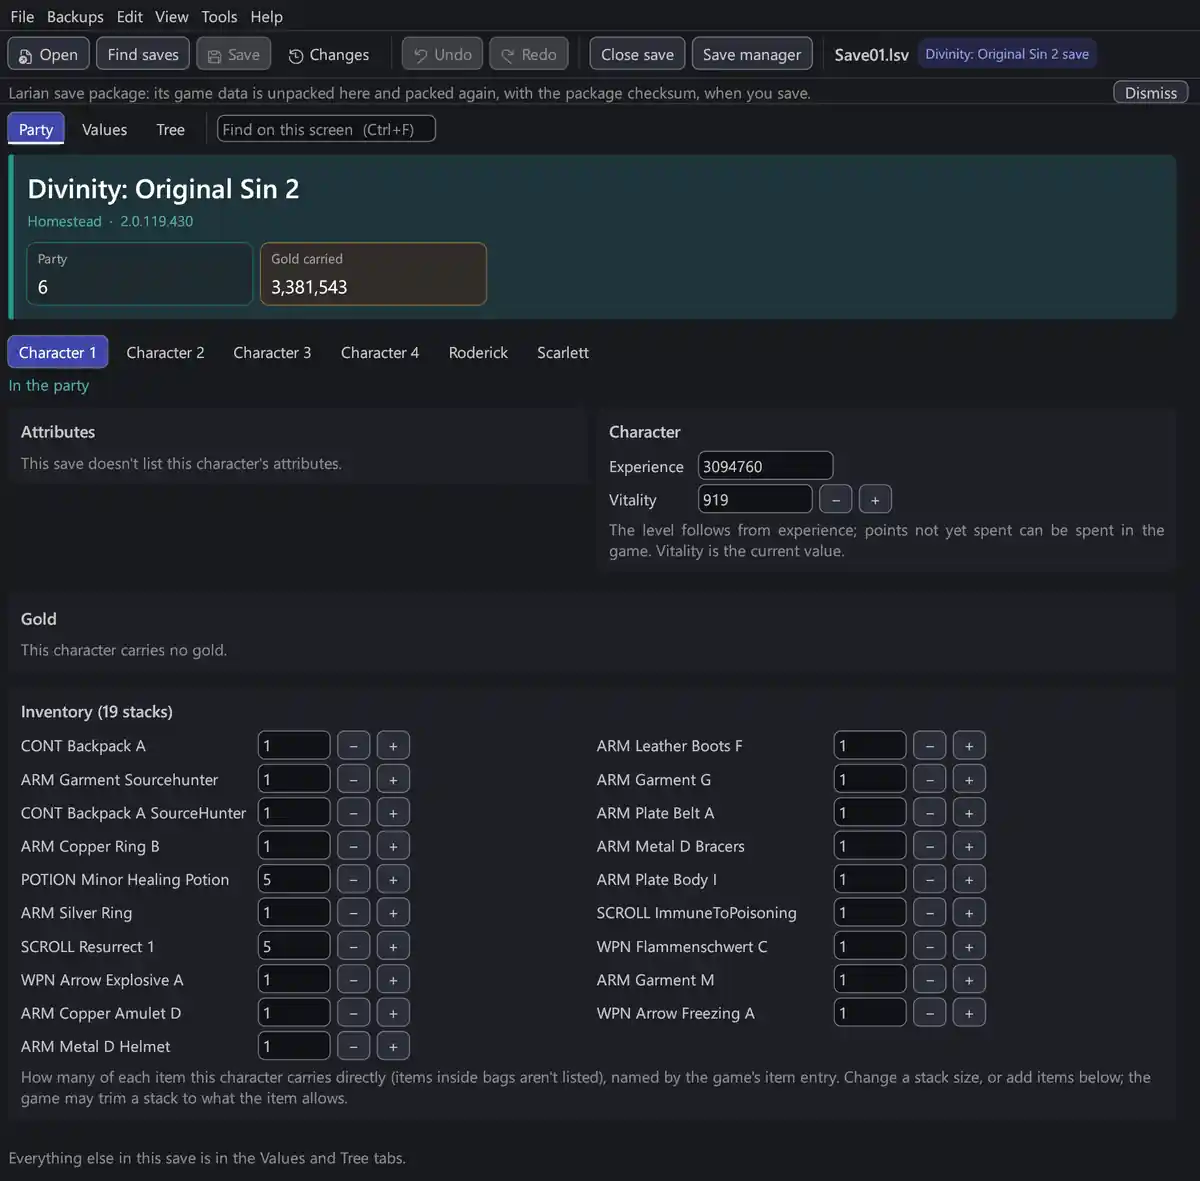 File Backups Edit View Tools Help
Open Find saves Save Changes Undo Redo Close save Save manager Save01.lsv Divinity: Original Sin 2 save
Larian save package: its game data is unpacked here and packed again, with the package checksum, when you save. Dismiss
Party Values Tree Find on this screen (Ctrl+F)
Divinity: Original Sin 2
Homestead · 2.0.119.430
Party
6
Gold carried
3,381,543
Character 1 Character 2 Character 3 Character 4 Roderick Scarlett
In the party
Attributes
This save doesn't list this character's attributes.
Character
Experience 3094760
Vitality 919 − +
The level follows from experience; points not yet spent can be spent in the
game. Vitality is the current value.
Gold
This character carries no gold.
Inventory (19 stacks)
CONT Backpack A 1 − +
ARM Garment Sourcehunter 1 − +
CONT Backpack A SourceHunter 1 − +
ARM Copper Ring B 1 − +
POTION Minor Healing Potion 5 − +
ARM Silver Ring 1 − +
SCROLL Resurrect 1 5 − +
WPN Arrow Explosive A 1 − +
ARM Copper Amulet D 1 − +
ARM Metal D Helmet 1 − +
ARM Leather Boots F 1 − +
ARM Garment G 1 − +
ARM Plate Belt A 1 − +
ARM Metal D Bracers 1 − +
ARM Plate Body I 1 − +
SCROLL ImmuneToPoisoning 1 − +
WPN Flammenschwert C 1 − +
ARM Garment M 1 − +
WPN Arrow Freezing A 1 − +
How many of each item this character carries directly (items inside bags aren't listed), named by the game's item entry. Change a stack size, or add items below; the
game may trim a stack to what the item allows.
Everything else in this save is in the Values and Tree tabs.